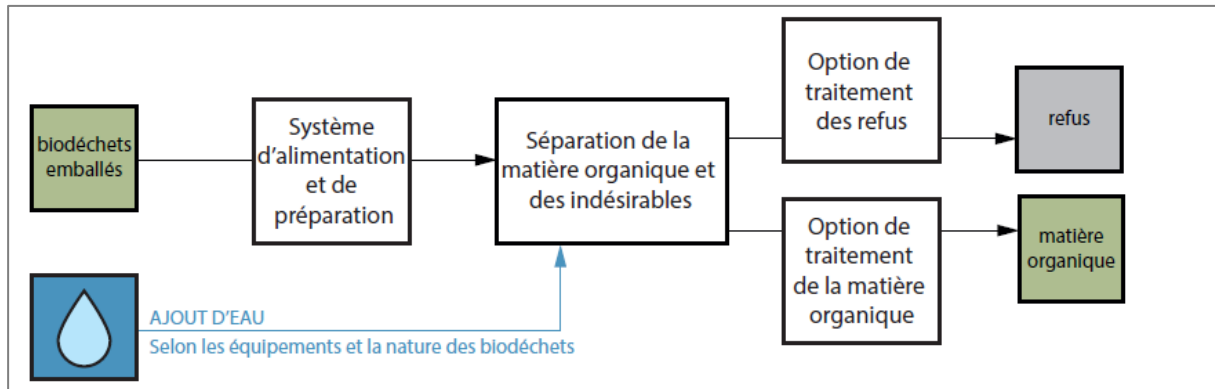 biodéchets
emballés
Système
d'alimentation
et de
préparation
Séparation de la
matière organique et
des indésirables
Option de
traitement
des refus
refus
Option de
traitement
de la matière
organique
matière
organique
AJOUT D'EAU
Selon les équipements et la nature des biodéchets